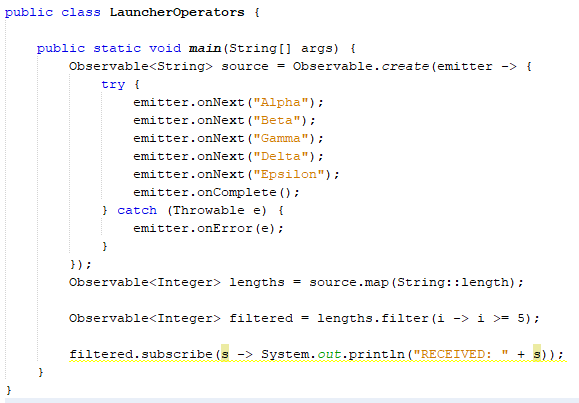 public class LauncherOperators {
public static void main(String[] args) {
Observable<String> source = Observable.create(emitter -> {
try {
emitter.onNext("Alpha");
emitter.onNext("Beta");
emitter.onNext("Gamma");
emitter.onNext("Delta");
emitter.onNext("Epsilon");
emitter.onComplete();
} catch (Throwable e) {
emitter.onError(e);
}
});
Observable<Integer> lengths = source.map(String::length);
Observable<Integer> filtered = lengths.filter(i -> i >= 5);
filtered.subscribe(s -> System.out.println("RECEIVED: " + s));
}
}